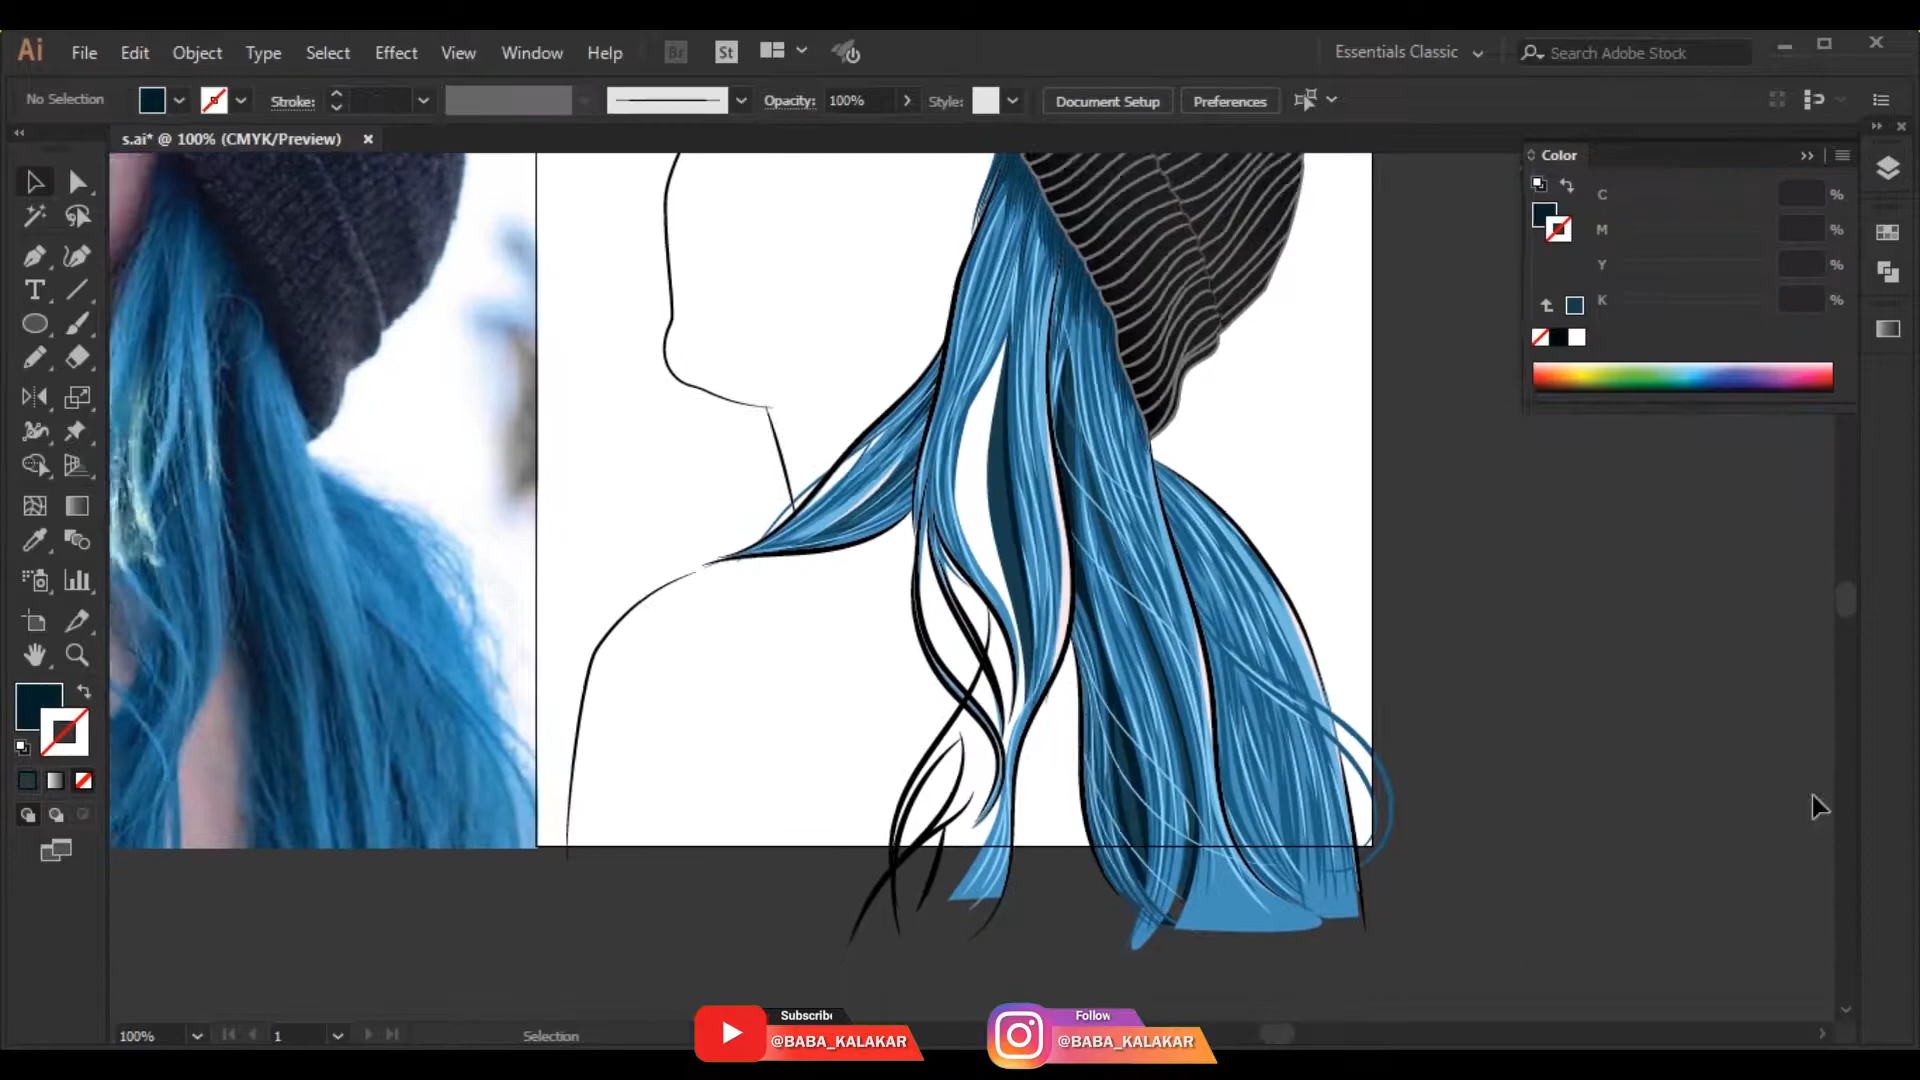 Ai File Edit Object Type Select Effect View Window Help Br St Essentials Classic Search Adobe Stock
No Selection Stroke: Opacity: 100% Style: Document Setup Preferences
s.ai* @ 100% (CMYK/Preview)
Color
C %
M %
Y %
K %
T
100% 1 Selection
Subscribe
@BABA_KALAKAR
Follow
@BABA_KALAKAR